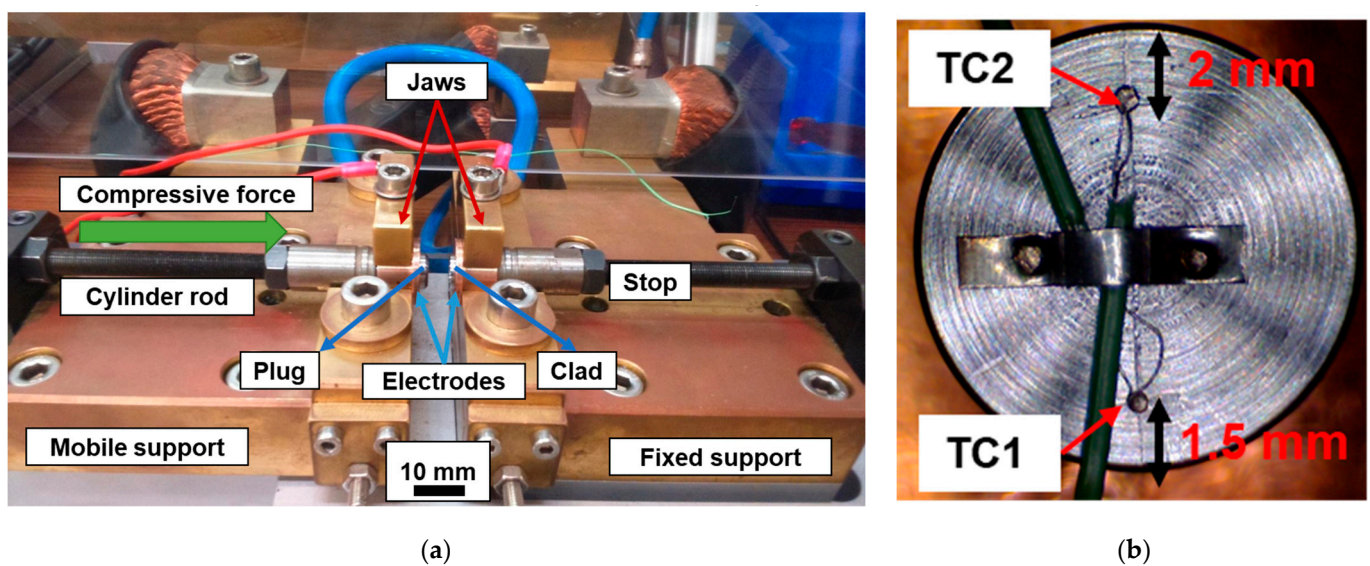 Jaws
Compressive force
Cylinder rod
Stop
Plug
Electrodes
Clad
Mobile support
10 mm
Fixed support
TC2
2 mm
TC1
1.5 mm
(a)
(b)